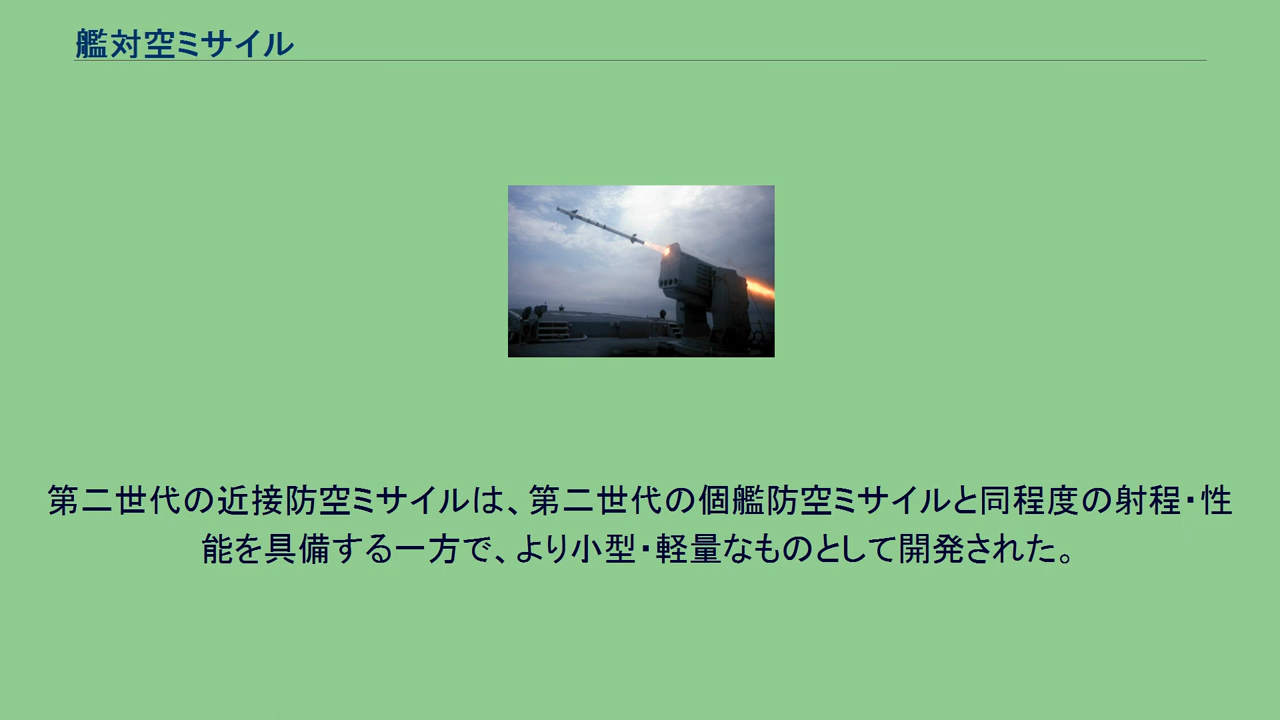 艦対空ミサイル
第二世代の近接防空ミサイルは、第二世代の個艦防空ミサイルと同程度の射程・性
能を具備する一方で、より小型・軽量なものとして開発された。